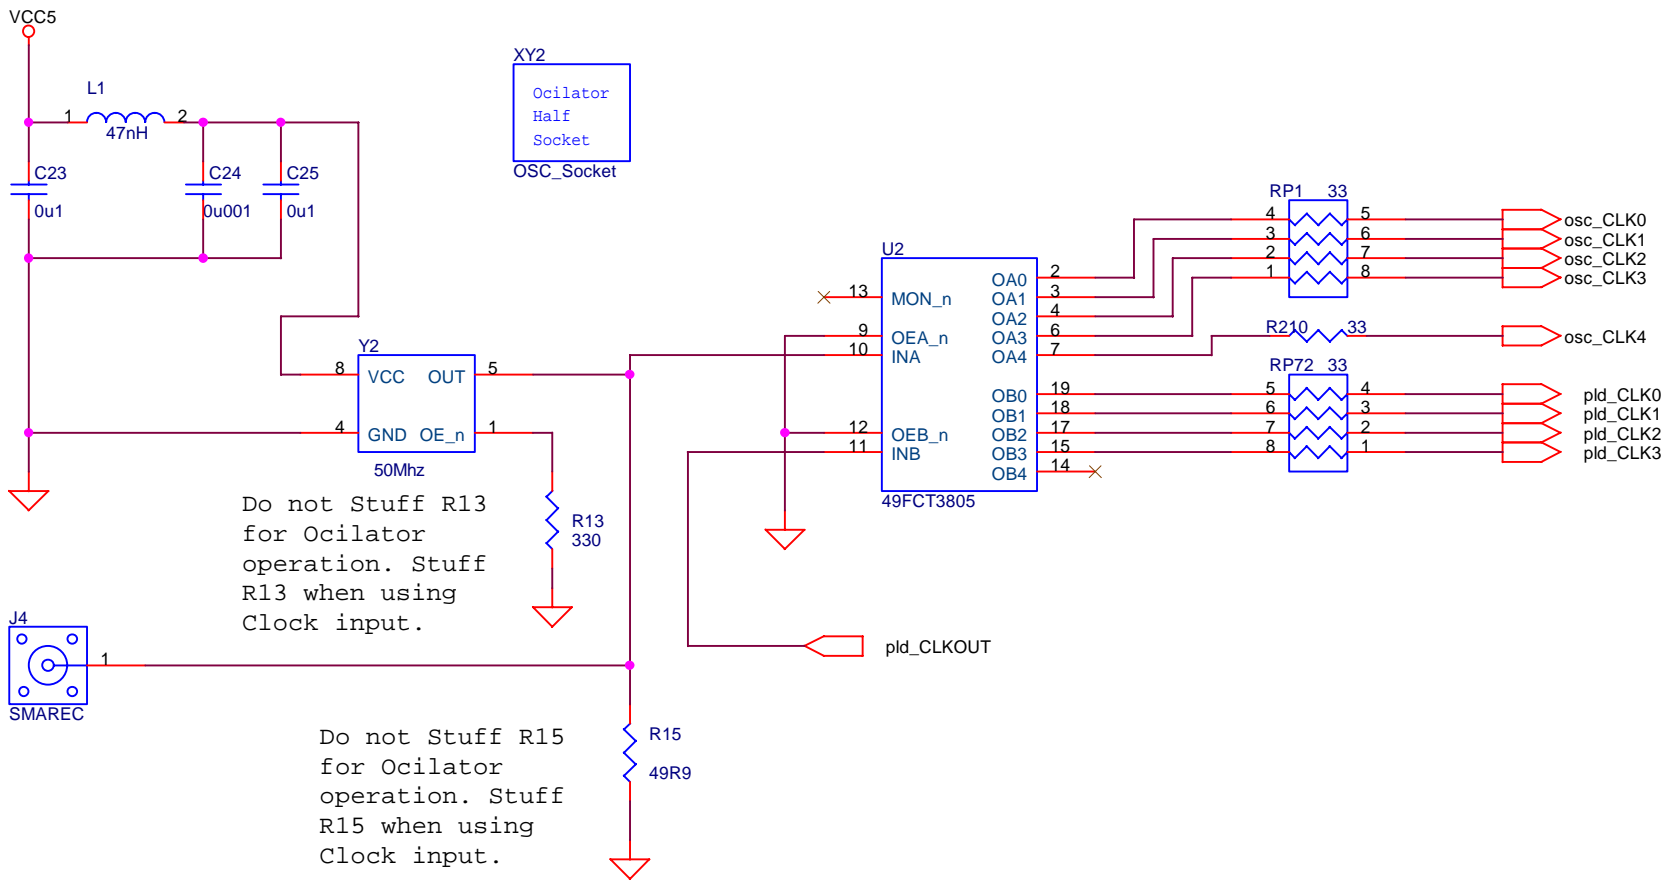 VCC5
L1
1
2
47nH
C23
0u1
C24
0u001
C25
0u1
XY2
Ocilator
Half
Socket
OSC_Socket
Y2
8
VCC
OUT
5
4
GND
OE_n
1
50Mhz
Do not Stuff R13
for Ocilator
operation. Stuff
R13 when using
Clock input.
R13
330
J4
1
SMAREC
Do not Stuff R15
for Ocilator
operation. Stuff
R15 when using
Clock input.
R15
49R9
pld_CLKOUT
U2
13
MON_n
9
OEA_n
10
INA
12
OEB_n
11
INB
OA0
2
OA1
3
OA2
4
OA3
6
OA4
7
OB0
19
OB1
18
OB2
17
OB3
15
OB4
14
49FCT3805
RP1 33
4
5
osc_CLK0
3
6
osc_CLK1
2
7
osc_CLK2
1
8
osc_CLK3
R210
33
osc_CLK4
RP72 33
5
4
pld_CLK0
6
3
pld_CLK1
7
2
pld_CLK2
8
1
pld_CLK3